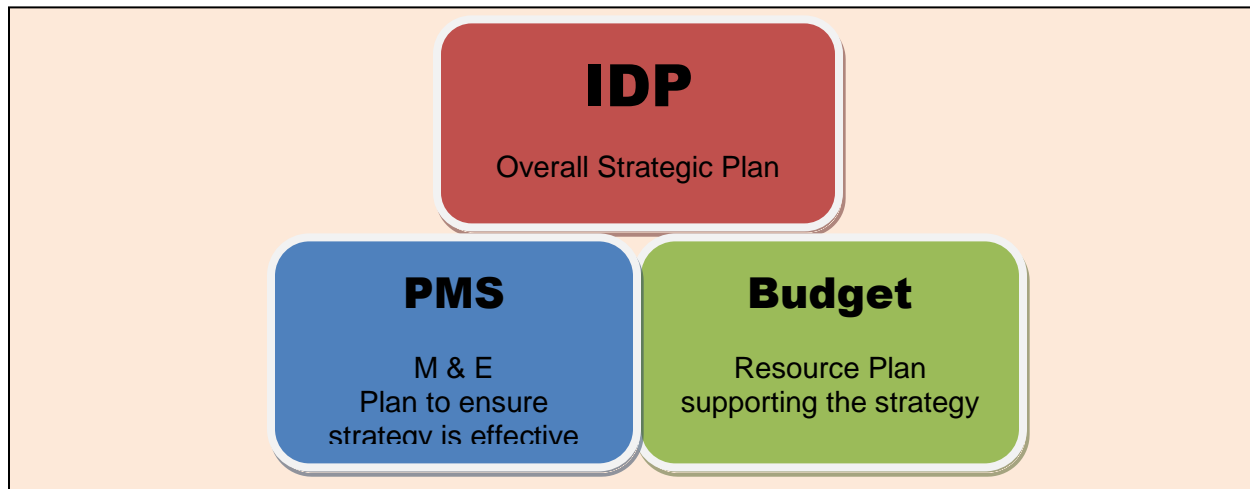 IDP
Overall Strategic Plan
PMS
M & E
Plan to ensure
strategy is effective
Budget
Resource Plan
supporting the strategy